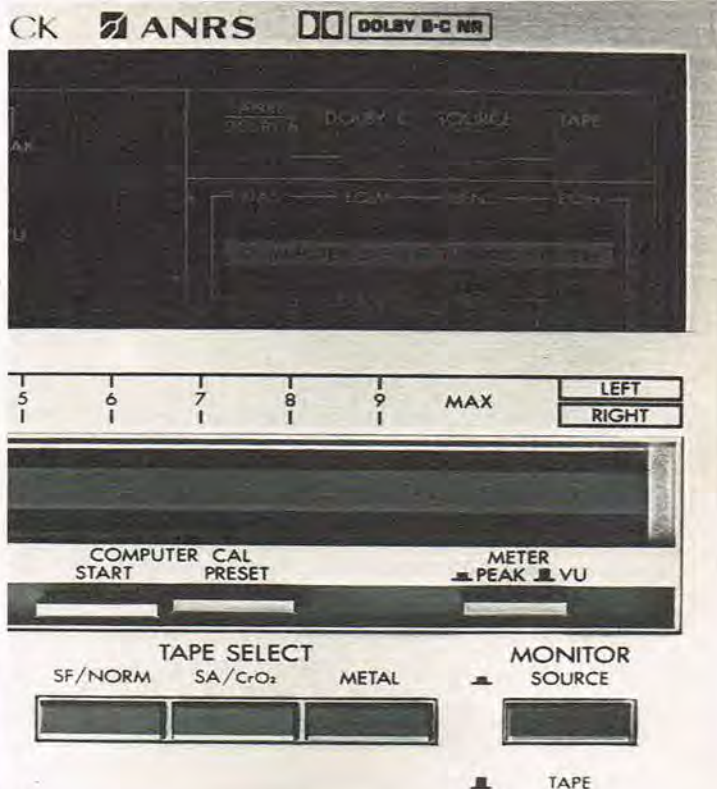 CK ANRS DOLBY B-C NR
DOLBY C SOURCE TAPE
5 6 7 8 9 MAX LEFT
RIGHT
COMPUTER CAL
START PRESET
METER
PEAK VU
TAPE SELECT
SF/NORM SA/CrO₂ METAL
MONITOR
SOURCE
TAPE